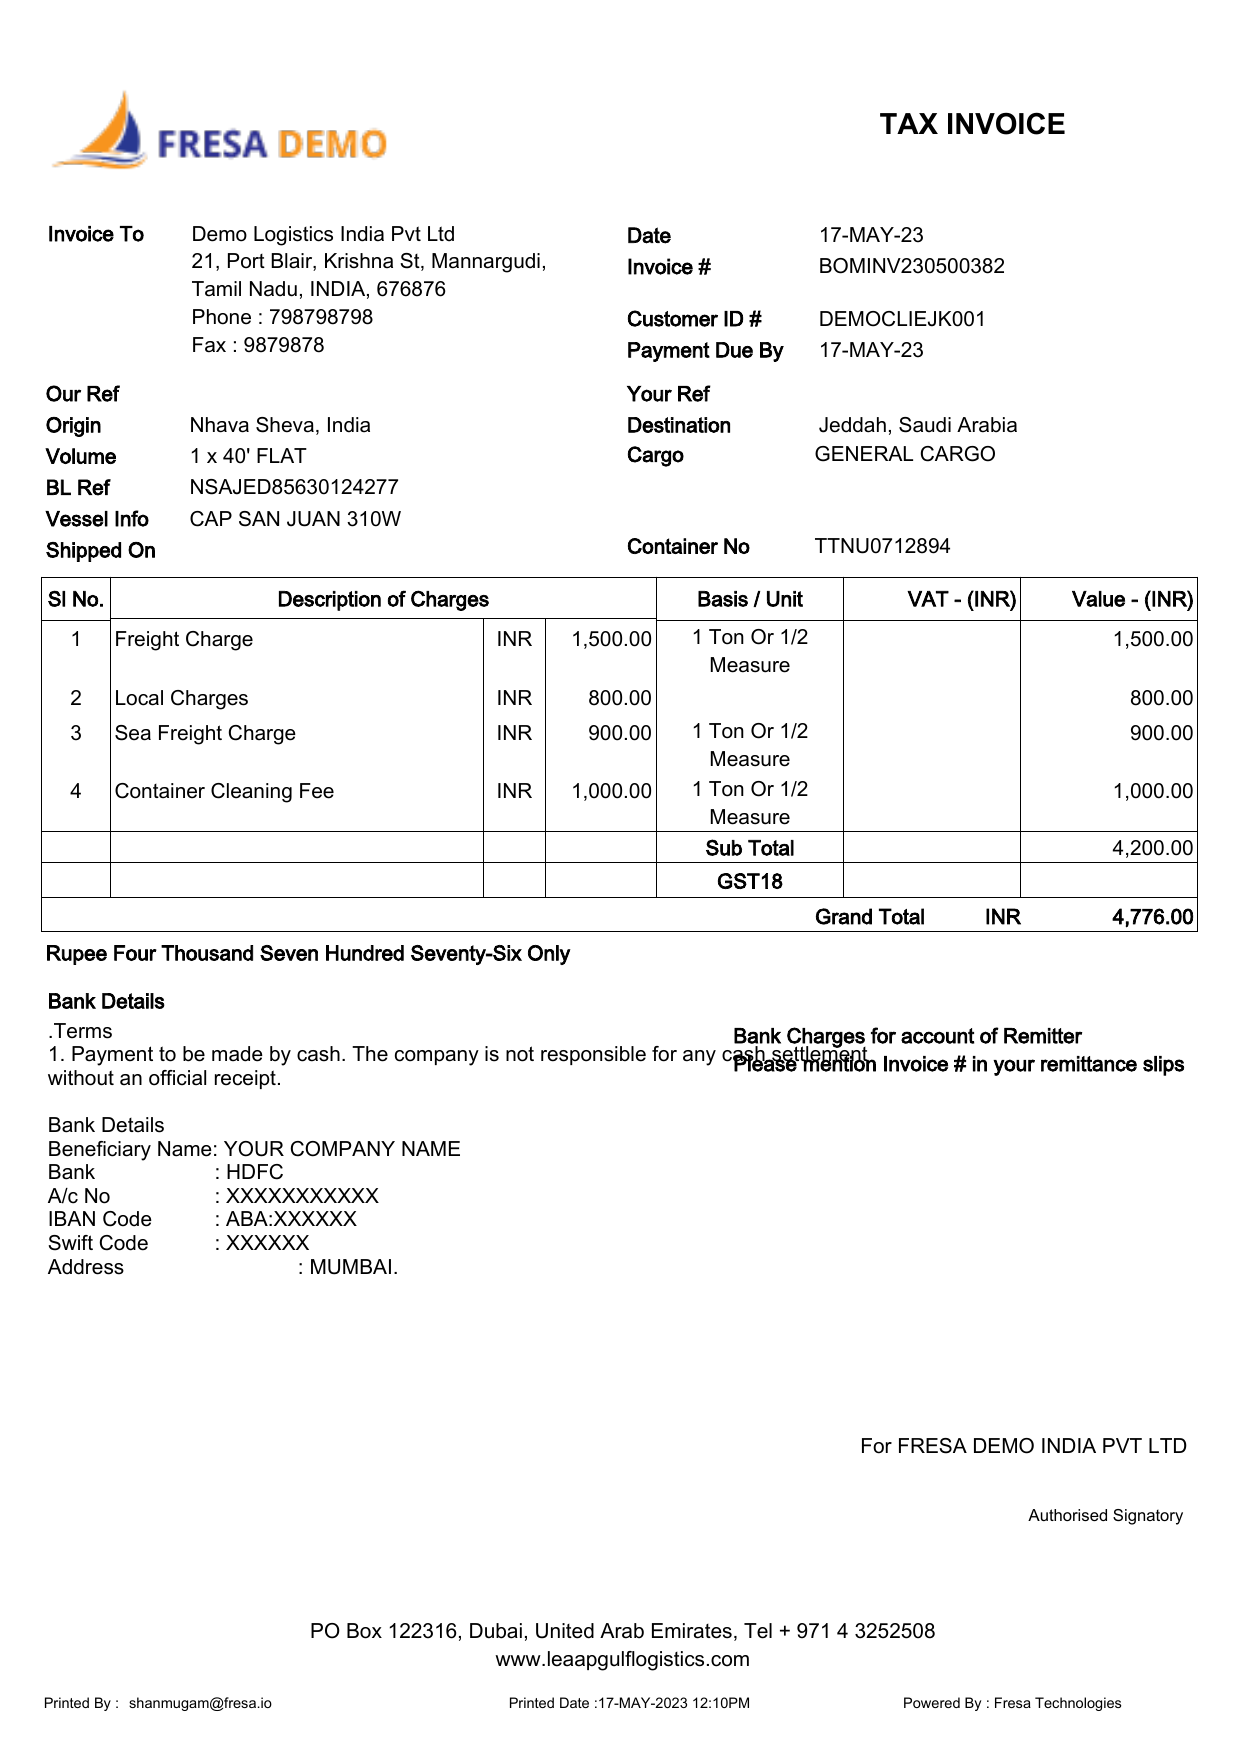 FRESA DEMO
TAX INVOICE
Invoice To Demo Logistics India Pvt Ltd
21, Port Blair, Krishna St, Mannargudi,
Tamil Nadu, INDIA, 676876
Phone : 798798798
Fax : 9879878
Date 17-MAY-23
Invoice # BOMINV230500382
Customer ID # DEMOCLIEJK001
Payment Due By 17-MAY-23
Our Ref
Origin Nhava Sheva, India
Volume 1 x 40' FLAT
BL Ref NSAJED85630124277
Vessel Info CAP SAN JUAN 310W
Shipped On
Your Ref
Destination Jeddah, Saudi Arabia
Cargo GENERAL CARGO
Container No TTNU0712894
Sl No. Description of Charges Basis / Unit VAT - (INR) Value - (INR)
1 Freight Charge INR 1,500.00 1 Ton Or 1/2 1,500.00
Measure
2 Local Charges INR 800.00 800.00
3 Sea Freight Charge INR 900.00 1 Ton Or 1/2 900.00
Measure
4 Container Cleaning Fee INR 1,000.00 1 Ton Or 1/2 1,000.00
Measure
Sub Total 4,200.00
GST18
Grand Total INR 4,776.00
Rupee Four Thousand Seven Hundred Seventy-Six Only
Bank Details
.Terms
1. Payment to be made by cash. The company is not responsible for any cash settlement
without an official receipt.
Bank Charges for account of Remitter
Please mention Invoice # in your remittance slips
Bank Details
Beneficiary Name: YOUR COMPANY NAME
Bank : HDFC
A/c No : XXXXXXXXXXX
IBAN Code : ABA:XXXXXX
Swift Code : XXXXXX
Address : MUMBAI.
For FRESA DEMO INDIA PVT LTD
Authorised Signatory
PO Box 122316, Dubai, United Arab Emirates, Tel + 971 4 3252508
www.leaapgulflogistics.com
Printed By : shanmugam@fresa.io Printed Date :17-MAY-2023 12:10PM Powered By : Fresa Technologies